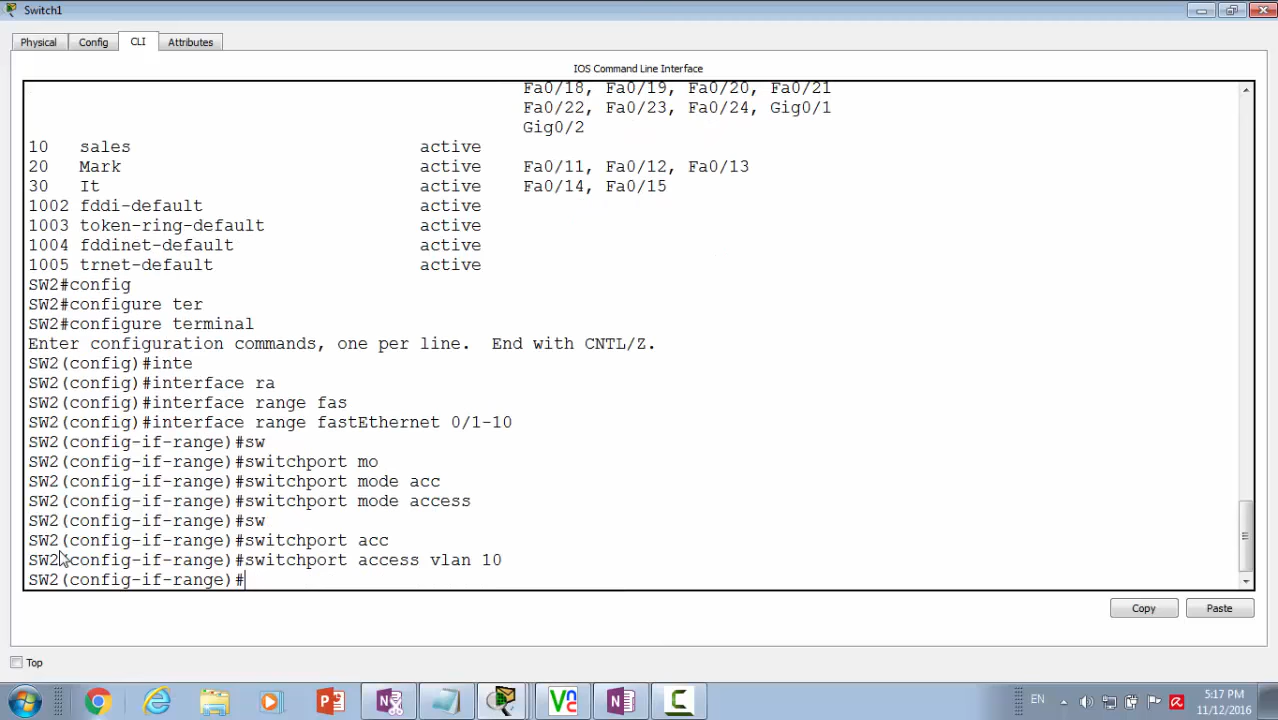 Switch1
Physical
Config
CLI
Attributes
IOS Command Line Interface
Fa0/18, Fa0/19, Fa0/20, Fa0/21
Fa0/22, Fa0/23, Fa0/24, Gig0/1
Gig0/2
10 sales active
20 Mark active Fa0/11, Fa0/12, Fa0/13
30 It active Fa0/14, Fa0/15
1002 fddi-default active
1003 token-ring-default active
1004 fddinet-default active
1005 trnet-default active
SW2#config
SW2#configure ter
SW2#configure terminal
Enter configuration commands, one per line. End with CNTL/Z.
SW2(config)#inte
SW2(config)#interface ra
SW2(config)#interface range fas
SW2(config)#interface range fastEthernet 0/1-10
SW2(config-if-range)#sw
SW2(config-if-range)#switchport mo
SW2(config-if-range)#switchport mode acc
SW2(config-if-range)#switchport mode access
SW2(config-if-range)#sw
SW2(config-if-range)#switchport acc
SW2(config-if-range)#switchport access vlan 10
SW2(config-if-range)#
Copy
Paste
Top
EN
5:17 PM
11/12/2016